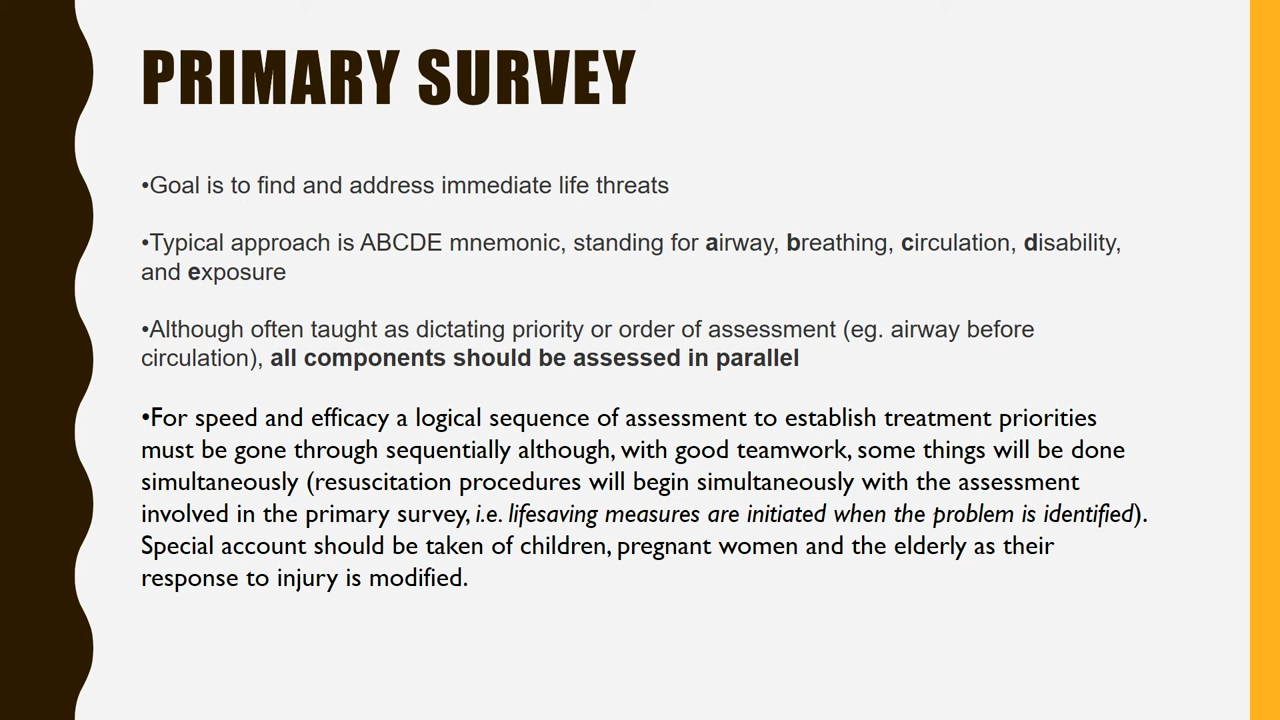 PRIMARY SURVEY
•Goal is to find and address immediate life threats
•Typical approach is ABCDE mnemonic, standing for airway, breathing, circulation, disability,
and exposure
•Although often taught as dictating priority or order of assessment (eg. airway before
circulation), all components should be assessed in parallel
•For speed and efficacy a logical sequence of assessment to establish treatment priorities
must be gone through sequentially although, with good teamwork, some things will be done
simultaneously (resuscitation procedures will begin simultaneously with the assessment
involved in the primary survey, i.e. lifesaving measures are initiated when the problem is identified).
Special account should be taken of children, pregnant women and the elderly as their
response to injury is modified.